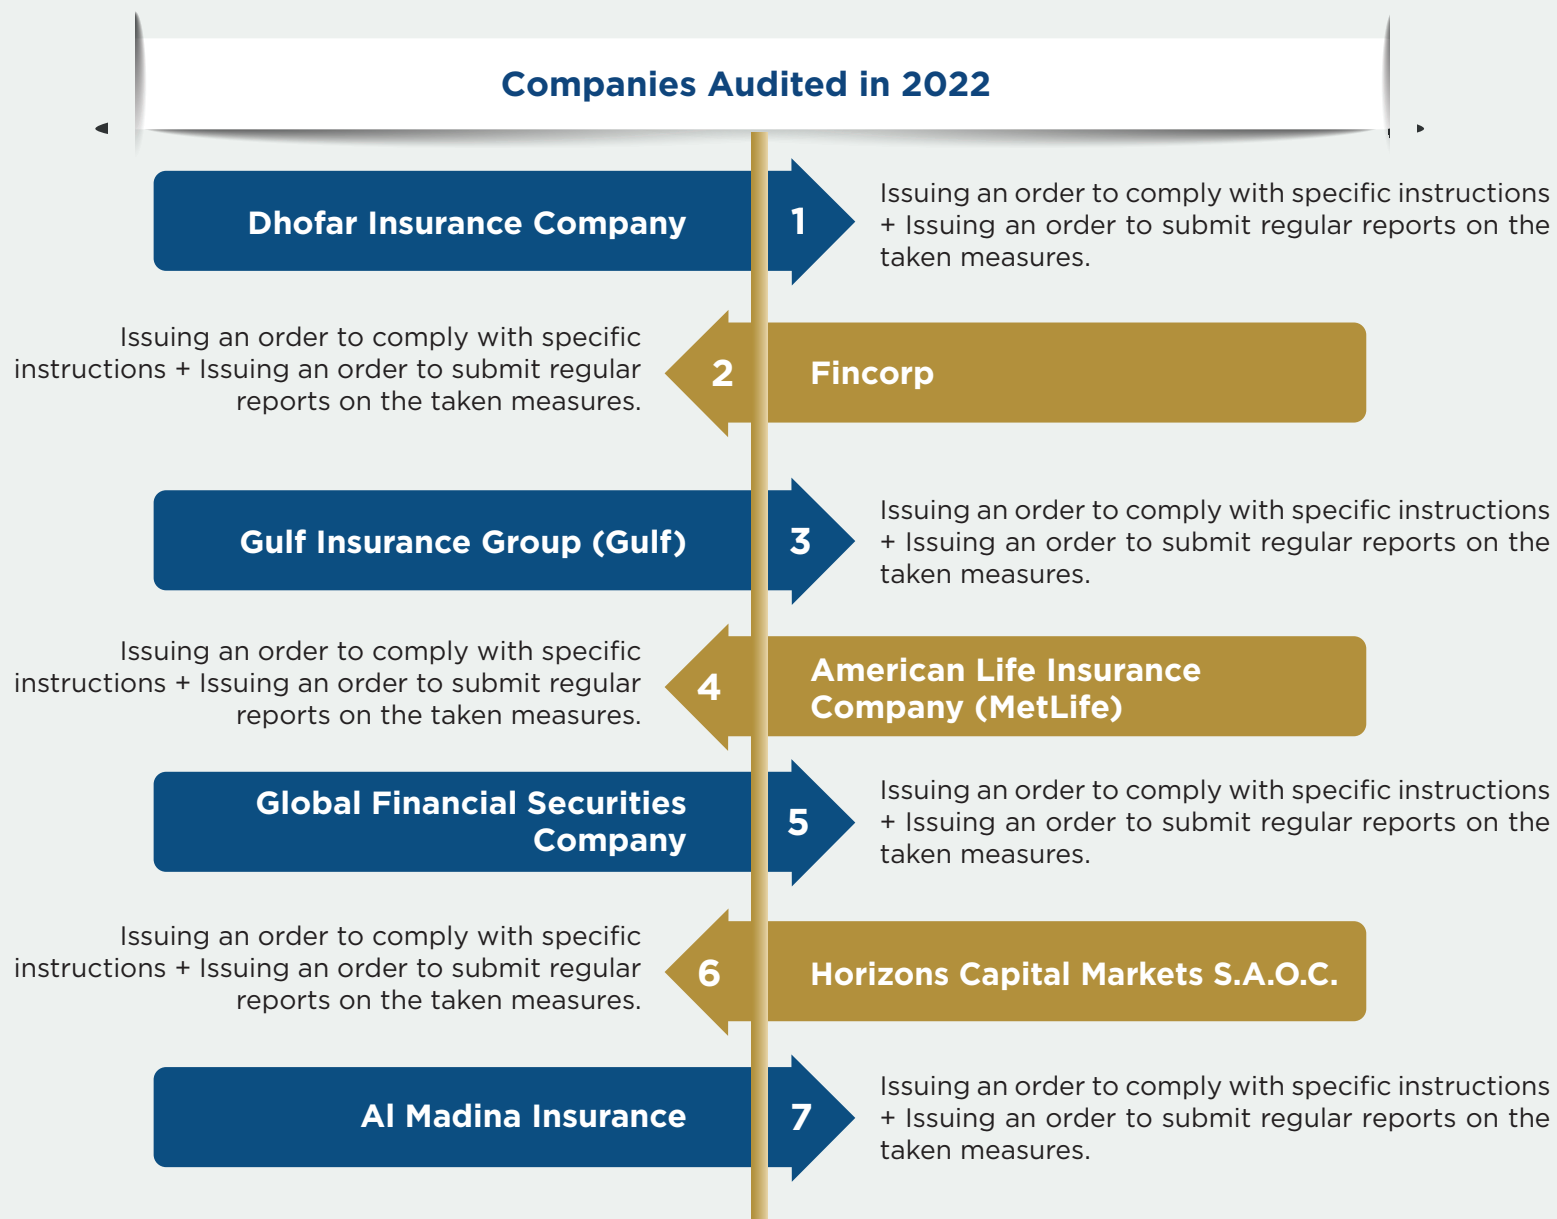 Companies Audited in 2022
Dhofar Insurance Company
1
Issuing an order to comply with specific instructions
+ Issuing an order to submit regular reports on the
taken measures.
Issuing an order to comply with specific
instructions + Issuing an order to submit regular
reports on the taken measures.
2
Fincorp
Gulf Insurance Group (Gulf)
3
Issuing an order to comply with specific instructions
+ Issuing an order to submit regular reports on the
taken measures.
Issuing an order to comply with specific
instructions + Issuing an order to submit regular
reports on the taken measures.
4
American Life Insurance
Company (MetLife)
Global Financial Securities
Company
5
Issuing an order to comply with specific instructions
+ Issuing an order to submit regular reports on the
taken measures.
Issuing an order to comply with specific
instructions + Issuing an order to submit regular
reports on the taken measures.
6
Horizons Capital Markets S.A.O.C.
Al Madina Insurance
7
Issuing an order to comply with specific instructions
+ Issuing an order to submit regular reports on the
taken measures.